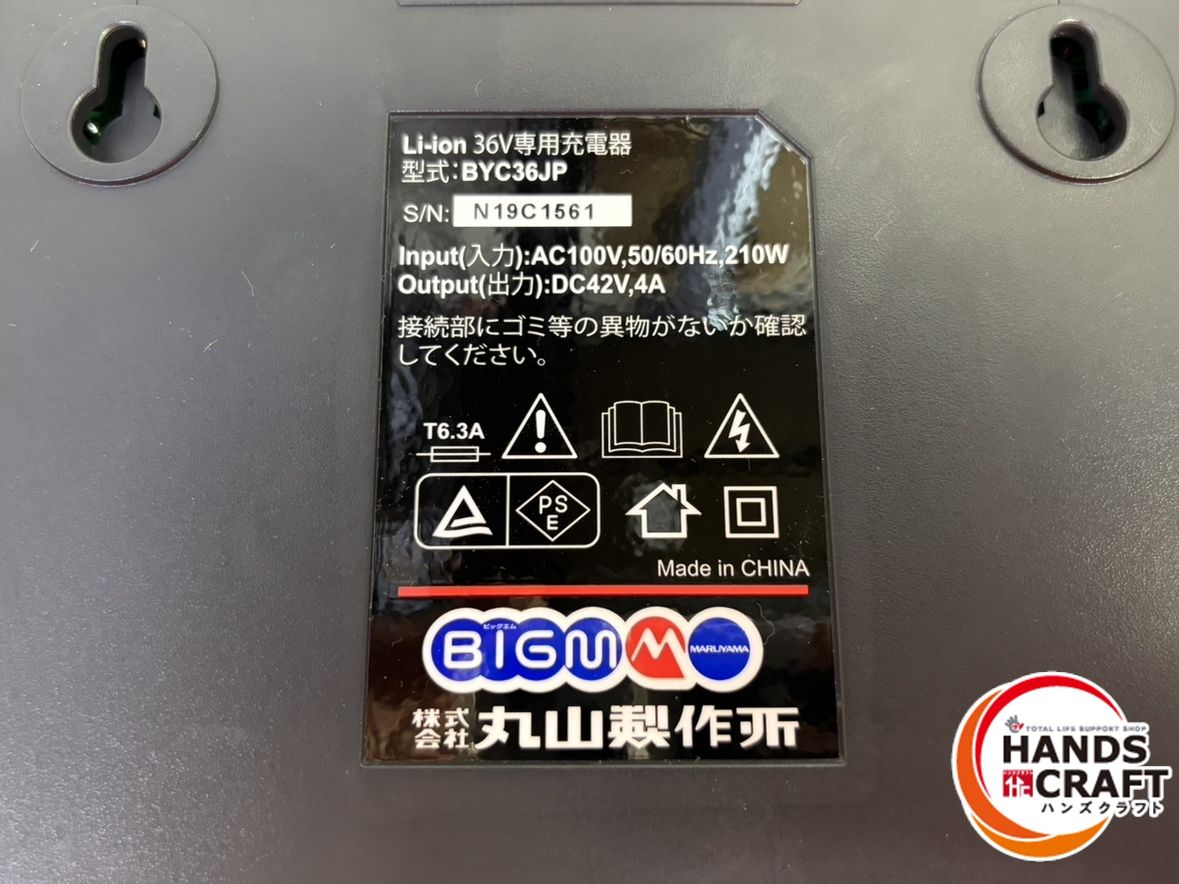 Li-ion 36V専用充電器
型式:BYC36JP
S/N: N19C1561
Input(入力):AC100V,50/60Hz,210W
Output(出力):DC42V,4A
接続部にゴミ等の異物がないか確認
してください。
T6.3A
PS
E
Made in CHINA
ビッグエム
BIGM
MARUYAMA
株式会社 丸山製作所
TOTAL LIFE SUPPORT SHOP
HANDS
CRAFT
ハンズクラフト